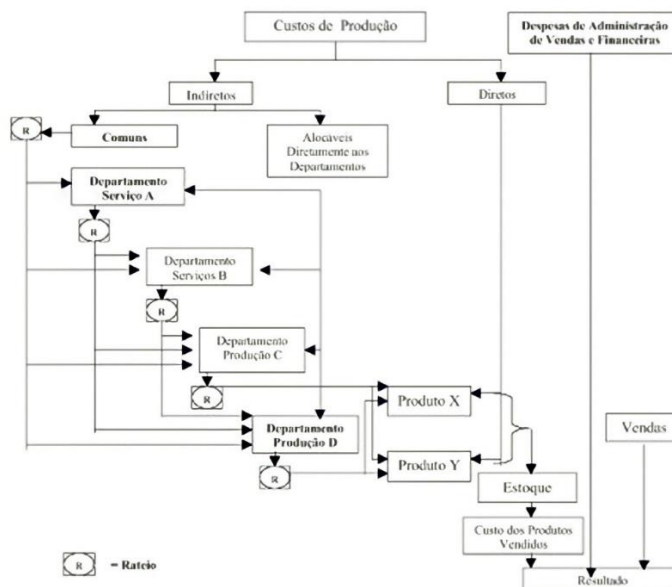 Custos de Produção
Despesas de Administração
de Vendas e Financeiras
Indiretos
Diretos
R
Comuns
Alocáveis
Diretamente aos
Departamentos
Departamento
Serviço A
R
Departamento
Serviços B
R
Departamento
Produção C
R
Produto X
Departamento
Produção D
Vendas
Produto Y
R
Estoque
Custo dos Produtos
Vendidos
R = Rateio
Resultado